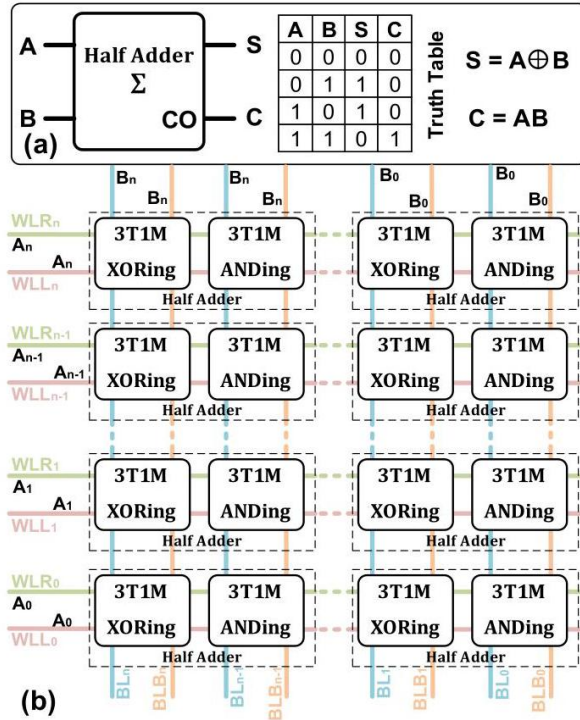 A
B
Half Adder
Σ
CO
S
C
A B S C
0 0 0 0
0 1 1 0
1 0 1 0
1 1 0 1
Truth Table
S = A⊕B
C = AB
(a)
Bn Bn Bn Bn B0 B0 B0 B0
WLRn
An
An
WLLn
3T1M XORing
3T1M ANDing
3T1M XORing
3T1M ANDing
Half Adder Half Adder
WLRn-1
An-1
An-1
WLLn-1
3T1M XORing
3T1M ANDing
3T1M XORing
3T1M ANDing
Half Adder Half Adder
WLR1
A1
A1
WLL1
3T1M XORing
3T1M ANDing
3T1M XORing
3T1M ANDing
Half Adder Half Adder
WLR0
A0
A0
WLL0
3T1M XORing
3T1M ANDing
3T1M XORing
3T1M ANDing
Half Adder Half Adder
BLn BLBn BLn-1 BLBn-1 BL1 BLB1 BL0 BLB0
(b)